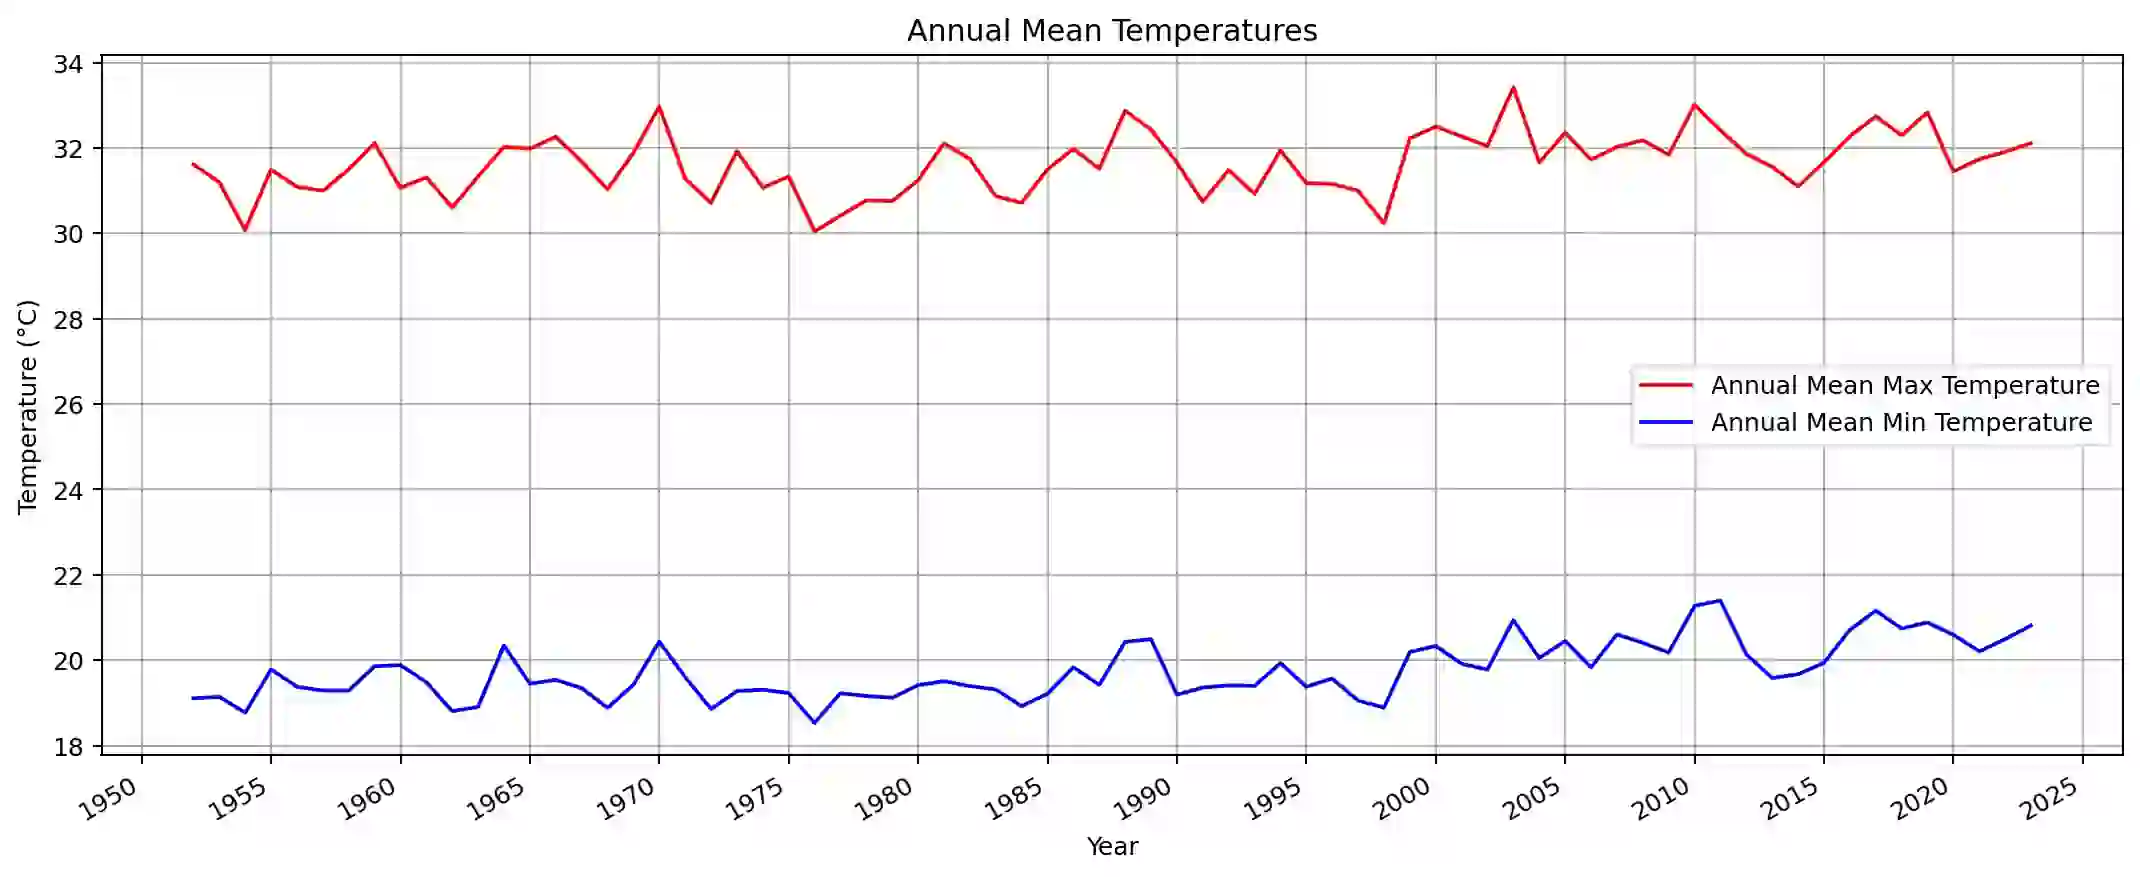 Annual Mean Temperatures
Temperature (°C)
34
32
30
28
26
24
22
20
18
Annual Mean Max Temperature
Annual Mean Min Temperature
1950 1955 1960 1965 1970 1975 1980 1985 1990 1995 2000 2005 2010 2015 2020 2025
Year